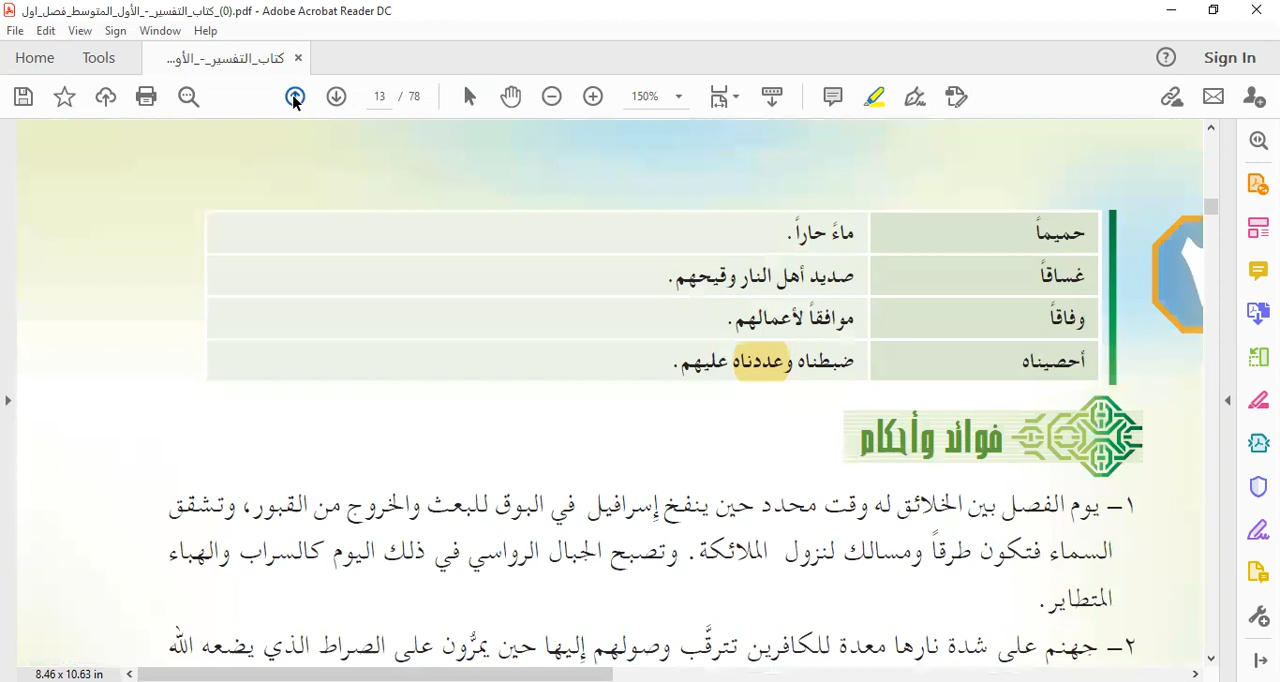 كتاب_التفسير_-_الأول_المتوسط_فصل_اول_(0).pdf - Adobe Acrobat Reader DC
File Edit View Sign Window Help
Home Tools كتاب_التفسير_-_الأو... × Sign In
13 / 78 150%
حميماً ماءً حاراً.
غساقاً صديد أهل النار وقيحهم.
وفاقاً موافقاً لأعمالهم.
أحصيناه ضبطناه وعددناه عليهم.
فوائد وأحكام
١- يوم الفصل بين الخلائق له وقت محدد حين ينفخ إسرافيل في البوق للبعث والخروج من القبور، وتشقق
السماء فتكون طرقاً ومسالك لنزول الملائكة. وتصبح الجبال الرواسي في ذلك اليوم كالسراب والهباء
المتطاير.
٢- جهنم على شدة نارها معدة للكافرين تترقَّب وصولهم إليها حين يمرُّون على الصراط الذي يضعه الله
8.46 x 10.63 in